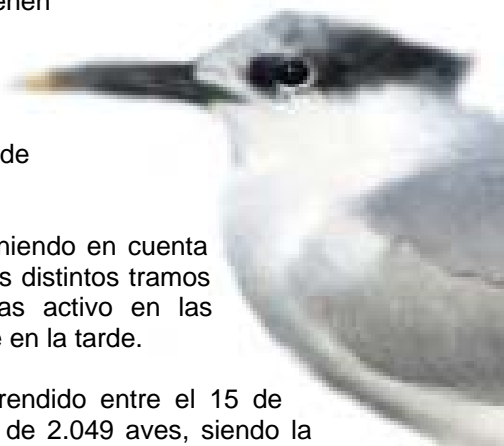 de
niendo en cuenta
s distintos tramos
as activo en las
en la tarde.
rendido entre el 15 de
de 2.049 aves, siendo la